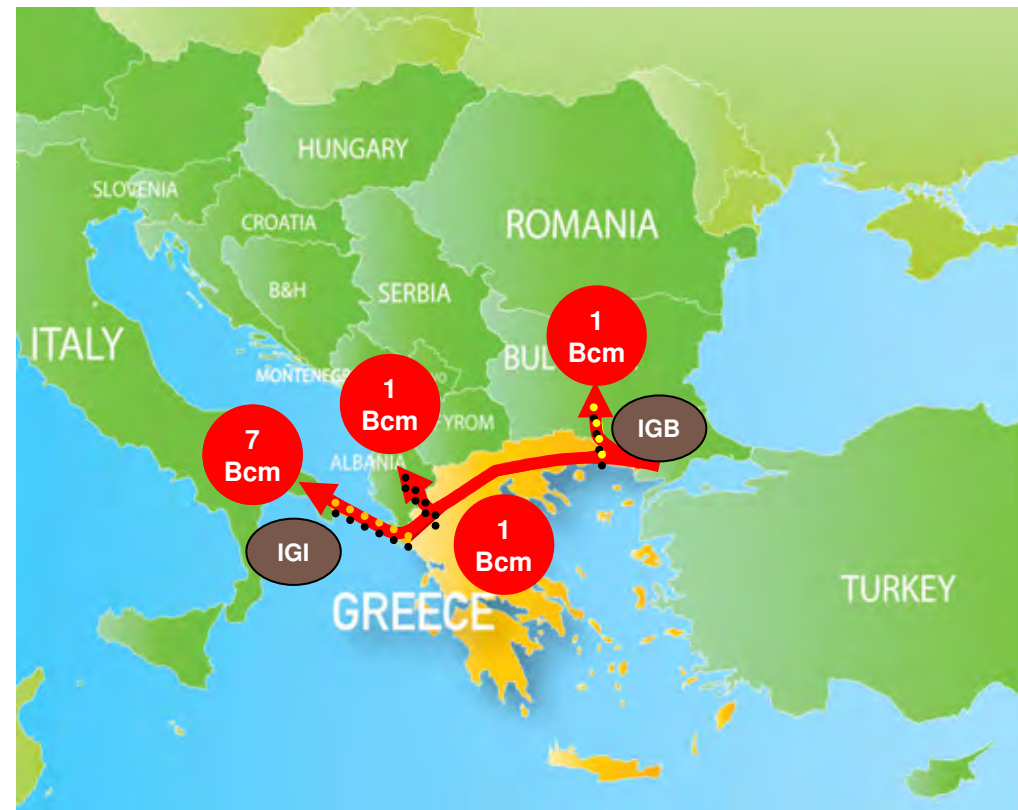 HUNGARY
SLOVENIA
CROATIA
ROMANIA
B&H
SERBIA
1
Bcm
ITALY
BUL
MONTENEG
1
Bcm
FYROM
IGB
7
Bcm
ALBANIA
1
Bcm
IGI
TURKEY
GREECE